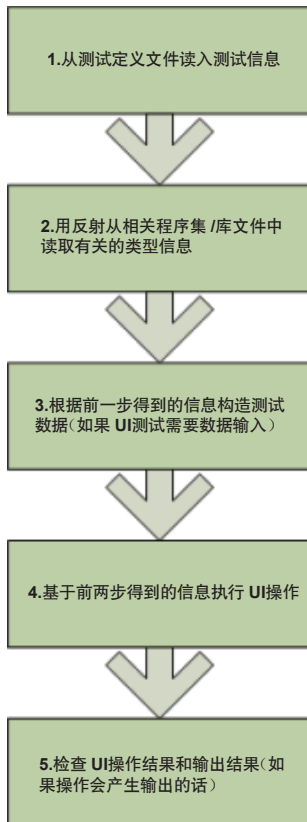 1.从测试定义文件读入测试信息
2.用反射从相关程序集 /库文件中
读取有关的类型信息
3.根据前一步得到的信息构造测试
数据（如果 UI测试需要数据输入）
4.基于前两步得到的信息执行 UI操作
5.检查 UI操作结果和输出结果（如
果操作会产生输出的话）